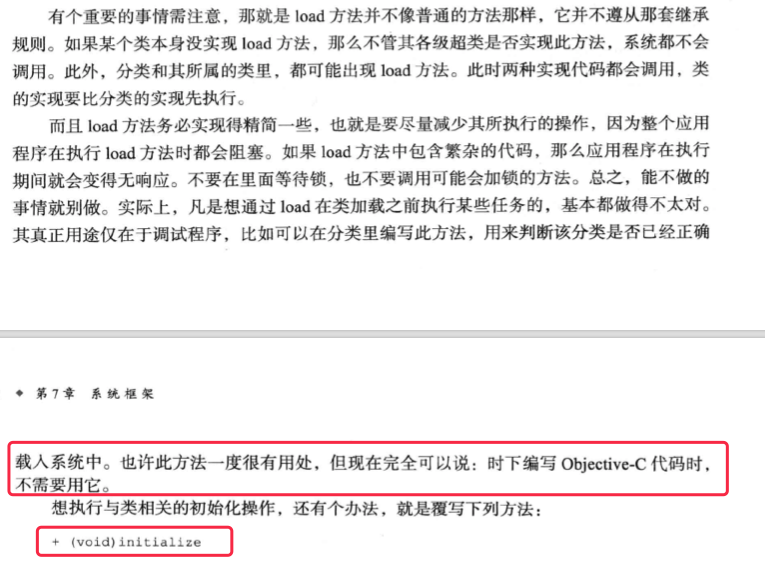 有个重要的事情需注意，那就是 load 方法并不像普通的方法那样，它并不遵从那套继承
规则。如果某个类本身没实现 load 方法，那么不管其各级超类是否实现此方法，系统都不会
调用。此外，分类和其所属的类里，都可能出现 load 方法。此时两种实现代码都会调用，类
的实现要比分类的实现先执行。
而且 load 方法务必实现得精简一些，也就是要尽量减少其所执行的操作，因为整个应用
程序在执行 load 方法时都会阻塞。如果 load 方法中包含繁杂的代码，那么应用程序在执行
期间就会变得无响应。不要在里面等待锁，也不要调用可能会加锁的方法。总之，能不做的
事情就别做。实际上，凡是想通过 load 在类加载之前执行某些任务的，基本都做得不太对。
其真正用途仅在于调试程序，比如可以在分类里编写此方法，用来判断该分类是否已经正确
◆ 第7章 系统框架
载入系统中。也许此方法一度很有用处，但现在完全可以说：时下编写 Objective-C 代码时，
不需要用它。
想执行与类相关的初始化操作，还有个办法，就是覆写下列方法：
+ (void)initialize